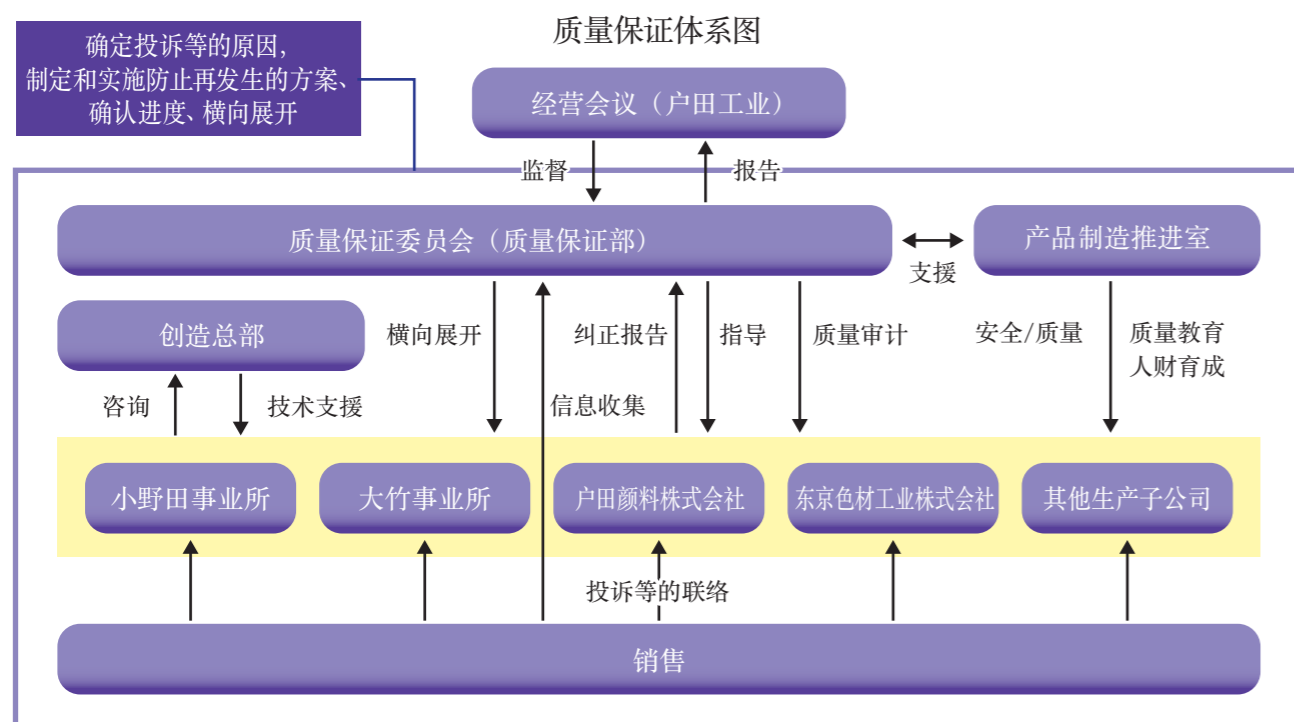 质量保证体系图
确定投诉等的原因,
制定和实施防止再发生的方案、
确认进度、横向展开
经营会议（户田工业）
监督
报告
质量保证委员会（质量保证部）
支援
产品制造推进室
创造总部
横向展开
纠正报告
指导
质量审计
安全/质量
质量教育
人财育成
咨询
技术支援
信息收集
小野田事业所
大竹事业所
户田颜料株式会社
东京色材工业株式会社
其他生产子公司
投诉等的联络
销售